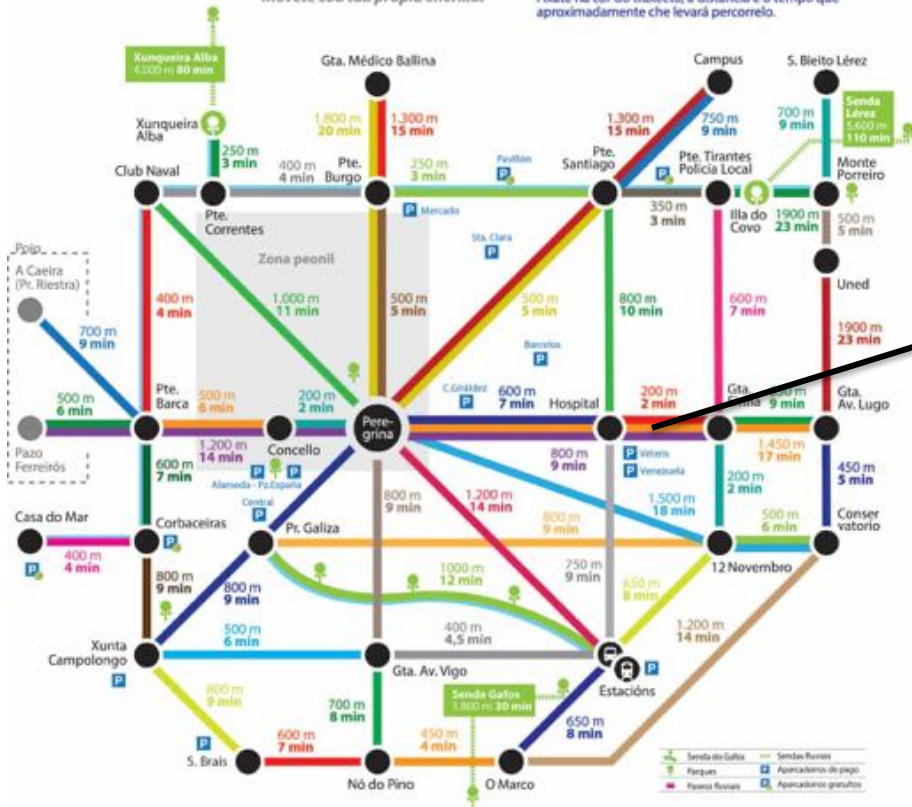 Móvete coa túa propia enerxía.
aproximadamente che levará percorrelo.
Xunqueira Alba
4.000 m 80 min
Gta. Médico Ballina
Campus
S. Bieito Lérez
Xunqueira
Alba
250 m
3 min
1.800 m
20 min
1.300 m
15 min
1.300 m
15 min
750 m
9 min
700 m
9 min
Senda
Lérez
5.600 m
110 min
Club Naval
400 m
4 min
Pte.
Burgo
250 m
3 min
Pavillón
Pte.
Santiago
Pte. Tirantes
Policía Local
Monte
Porreiro
Pte.
Correntes
P Mercado
350 m
3 min
Illa do
Covo
1900 m
23 min
500 m
5 min
Poio
A Caeira
(Pr. Riestra)
Zona peonil
Sta. Clara
P
Uned
700 m
9 min
400 m
4 min
1.000 m
11 min
500 m
5 min
500 m
5 min
800 m
10 min
600 m
7 min
1900 m
23 min
Barcelos
P
500 m
6 min
Pte.
Barca
500 m
6 min
200 m
2 min
C.Giráldez
P
600 m
7 min
Hospital
200 m
2 min
Gta.
9 min
Gta.
Av. Lugo
Pazo
Ferreirós
1.200 m
14 min
Concello
Pere-
grina
800 m
9 min
P Veteris
P Venezuela
1.450 m
17 min
600 m
7 min
Alameda - Pz.España
Central
P
800 m
9 min
1.200 m
14 min
1.500 m
18 min
200 m
2 min
450 m
5 min
Casa do Mar
Corbaceiras
Pr. Galiza
800 m
9 min
500 m
6 min
Conser
vatorio
P
400 m
4 min
P
800 m
9 min
800 m
9 min
1000 m
12 min
750 m
9 min
650 m
8 min
12 Novembro
Xunta
Campolongo
P
500 m
6 min
400 m
4,5 min
Gta. Av. Vigo
Estacións
P
1.200 m
14 min
800 m
9 min
700 m
8 min
Senda Gafos
1.800 m 30 min
650 m
8 min
P
S. Brais
600 m
7 min
Nó do Pino
450 m
4 min
O Marco
Senda do Gafos
Sendas fluviais
Parques
P Aparcadoiros de pago
Paseos fluviais
P Aparcadoiros gratuítos